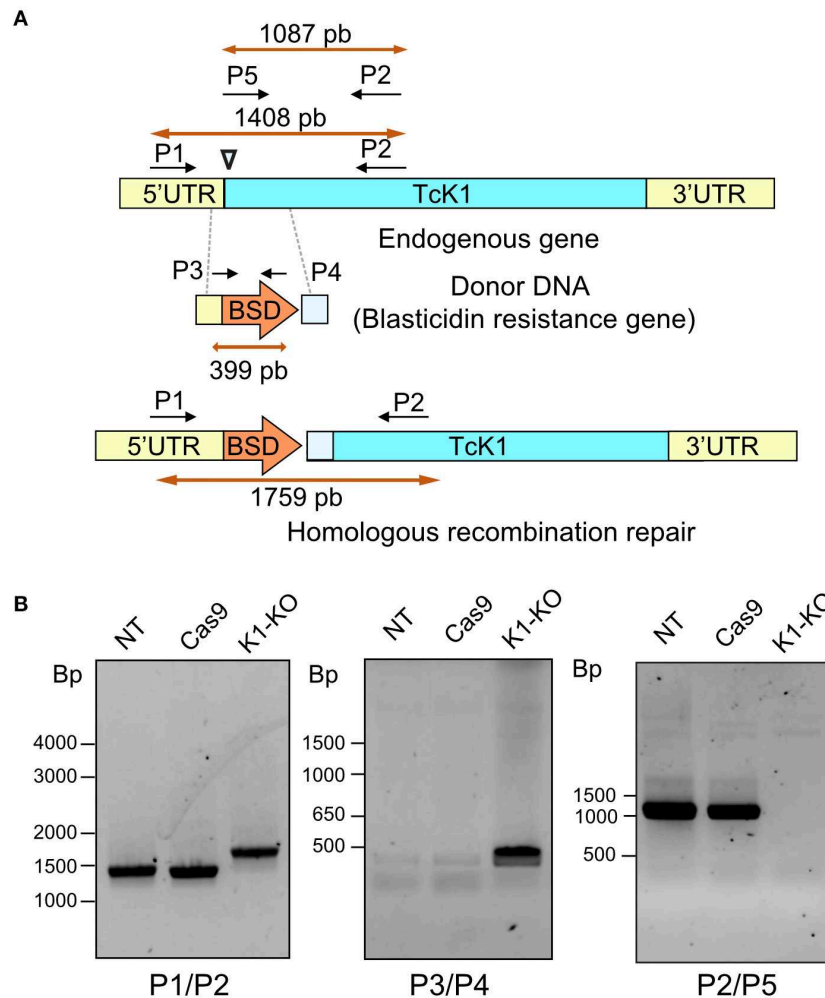 A
1087 pb
P5 P2
1408 pb
P1 P2
5'UTR TcK1 3'UTR
Endogenous gene
P3 P4
BSD
Donor DNA
(Blasticidin resistance gene)
399 pb
P1 P2
5'UTR BSD TcK1 3'UTR
1759 pb
Homologous recombination repair
B
NT Cas9 K1-KO
Bp
4000
3000
2000
1500
1000
P1/P2
NT Cas9 K1-KO
Bp
1500
1000
650
500
P3/P4
NT Cas9 K1-KO
Bp
1500
1000
500
P2/P5